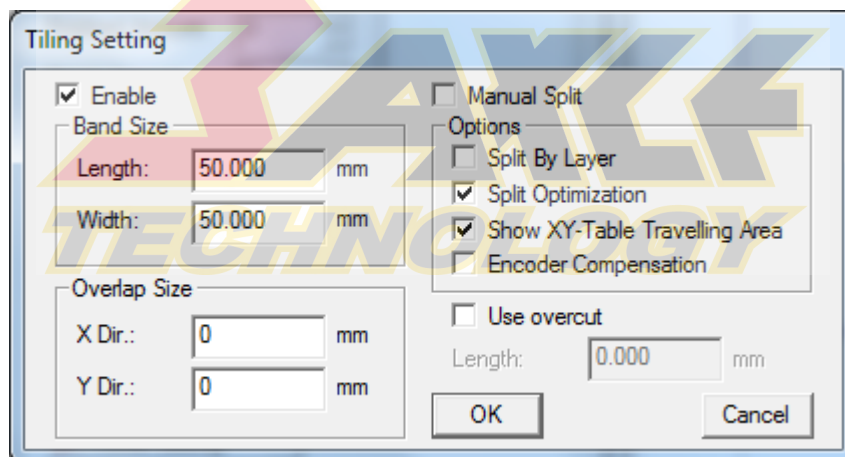 Tiling Setting
Enable
Band Size
Length: 50.000 mm
Width: 50.000 mm
Overlap Size
X Dir.: 0 mm
Y Dir.: 0 mm
Manual Split
Options
Split By Layer
Split Optimization
Show XY-Table Travelling Area
Encoder Compensation
Use overcut
Length: 0.000 mm
OK Cancel
TECHNOLOGY